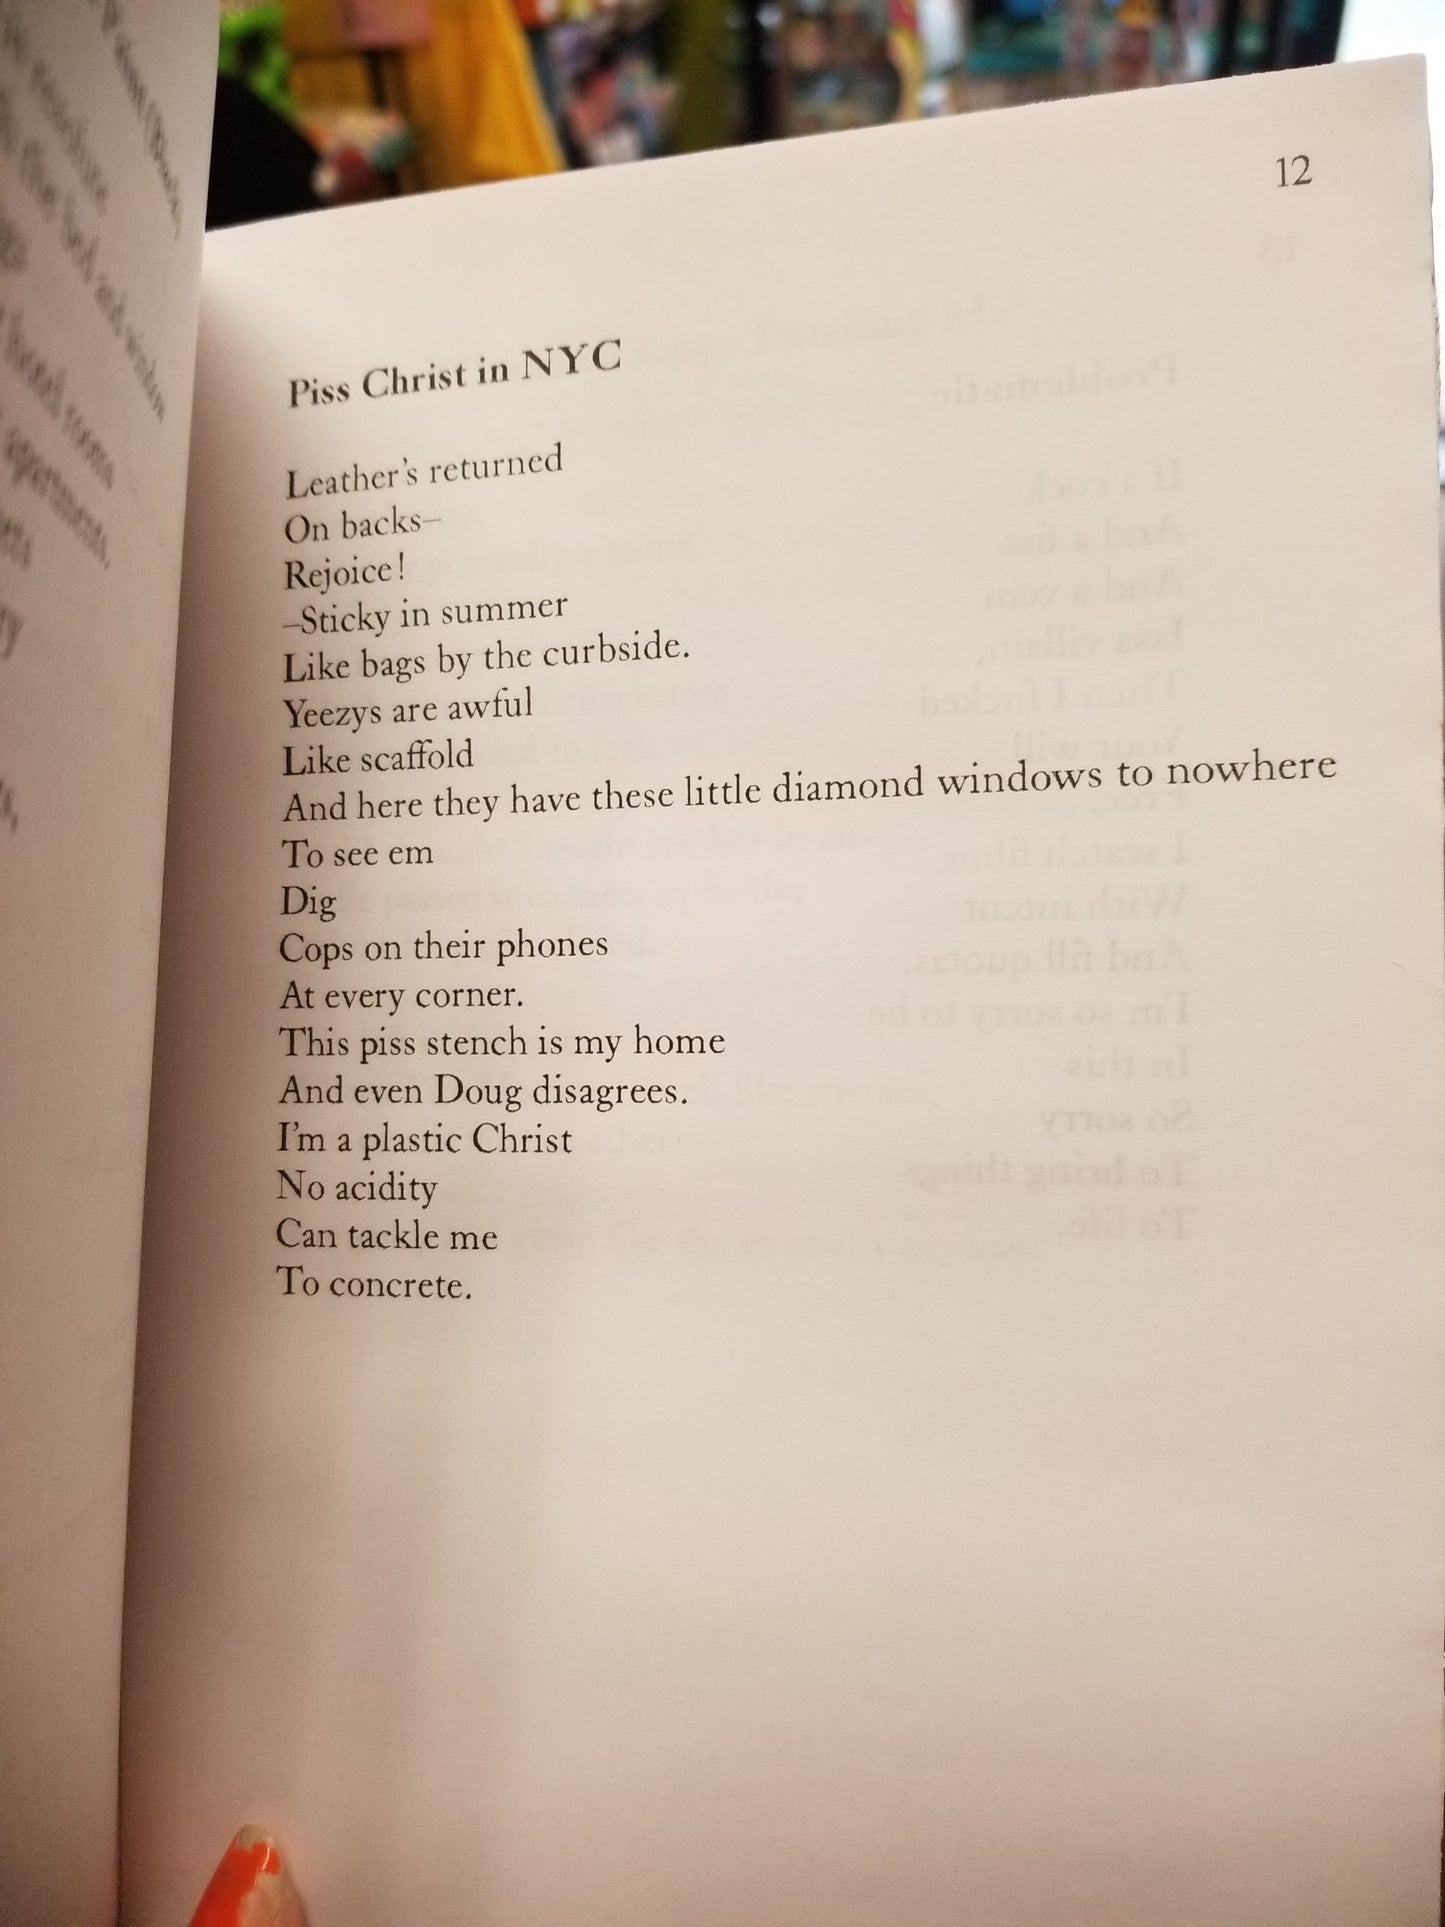 12
Piss Christ in NYC
Leather's returned
On backs–
Rejoice!
–Sticky in summer
Like bags by the curbside.
Yeezys are awful
Like scaffold
And here they have these little diamond windows to nowhere
To see em
Dig
Cops on their phones
At every corner.
This piss stench is my home
And even Doug disagrees.
I'm a plastic Christ
No acidity
Can tackle me
To concrete.